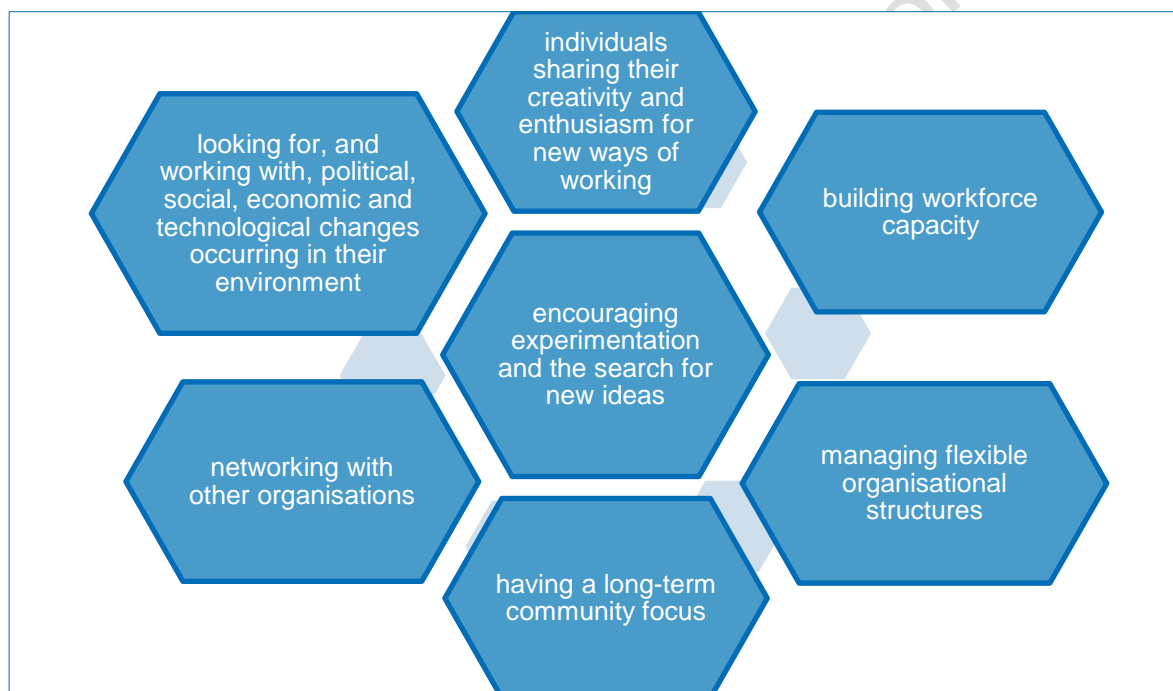 individuals
sharing their
creativity and
enthusiasm for
new ways of
working
looking for, and
working with, political,
social, economic and
technological changes
occurring in their
environment
building workforce
capacity
encouraging
experimentation
and the search for
new ideas
networking with
other organisations
managing flexible
organisational
structures
having a long-term
community focus